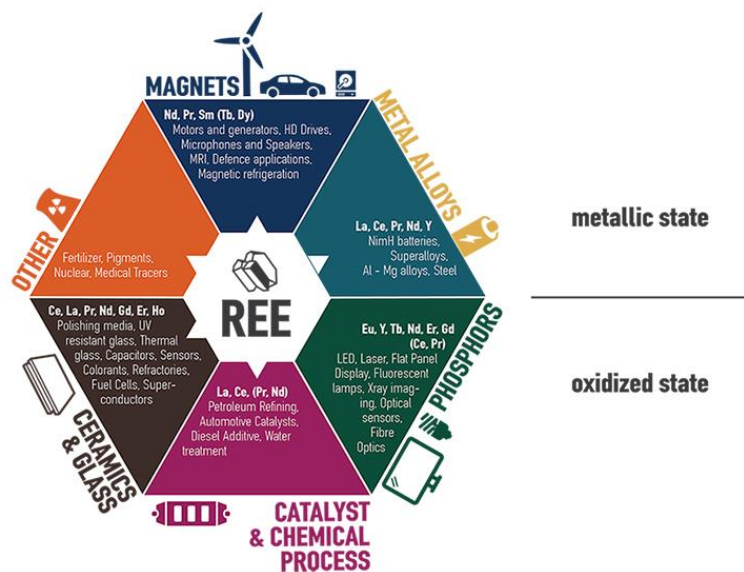 MAGNETS
Nd, Pr, Sm (Tb, Dy)
Motors and generators, HD Drives,
Microphones and Speakers,
MRI, Defence applications,
Magnetic refrigeration
METAL ALLOYS
La, Ce, Pr, Nd, Y
NimH batteries,
Superalloys,
Al - Mg alloys, Steel
metallic state
OTHER
Fertilizer, Pigments,
Nuclear, Medical Tracers
REE
Ce, La, Pr, Nd, Gd, Er, Ho
Polishing media, UV
resistant glass, Thermal
glass, Capacitors, Sensors,
Colorants, Refractories,
Fuel Cells, Super-
conductors
CERAMICS
& GLASS
Eu, Y, Tb, Nd, Er, Gd
(Ce, Pr)
LED, Laser, Flat Panel
Display, Fluorescent
lamps, Xray imag-
ing, Optical
sensors,
Fibre
Optics
PHOSPHORS
oxidized state
La, Ce, (Pr, Nd)
Petroleum Refining,
Automotive Catalysts,
Diesel Additive, Water
treatment
CATALYST
& CHEMICAL
PROCESS